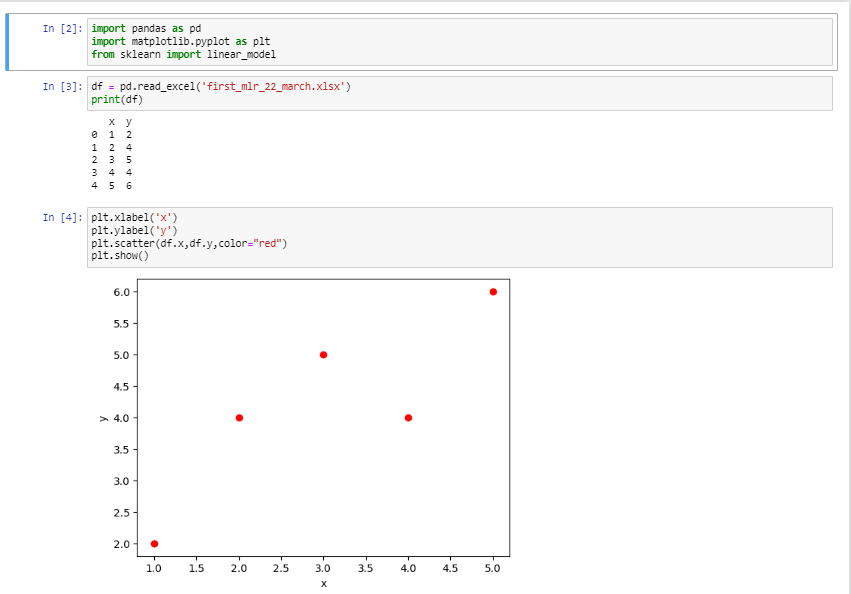 In [2]: import pandas as pd
import matplotlib.pyplot as plt
from sklearn import linear_model
In [3]: df = pd.read_excel('first_mlr_22_march.xlsx')
print(df)
x y
0 1 2
1 2 4
2 3 5
3 4 4
4 5 6
In [4]: plt.xlabel('x')
plt.ylabel('y')
plt.scatter(df.x,df.y,color="red")
plt.show()
6.0
5.5
5.0
4.5
y
4.0
3.5
3.0
2.5
2.0
1.0 1.5 2.0 2.5 3.0 3.5 4.0 4.5 5.0
x